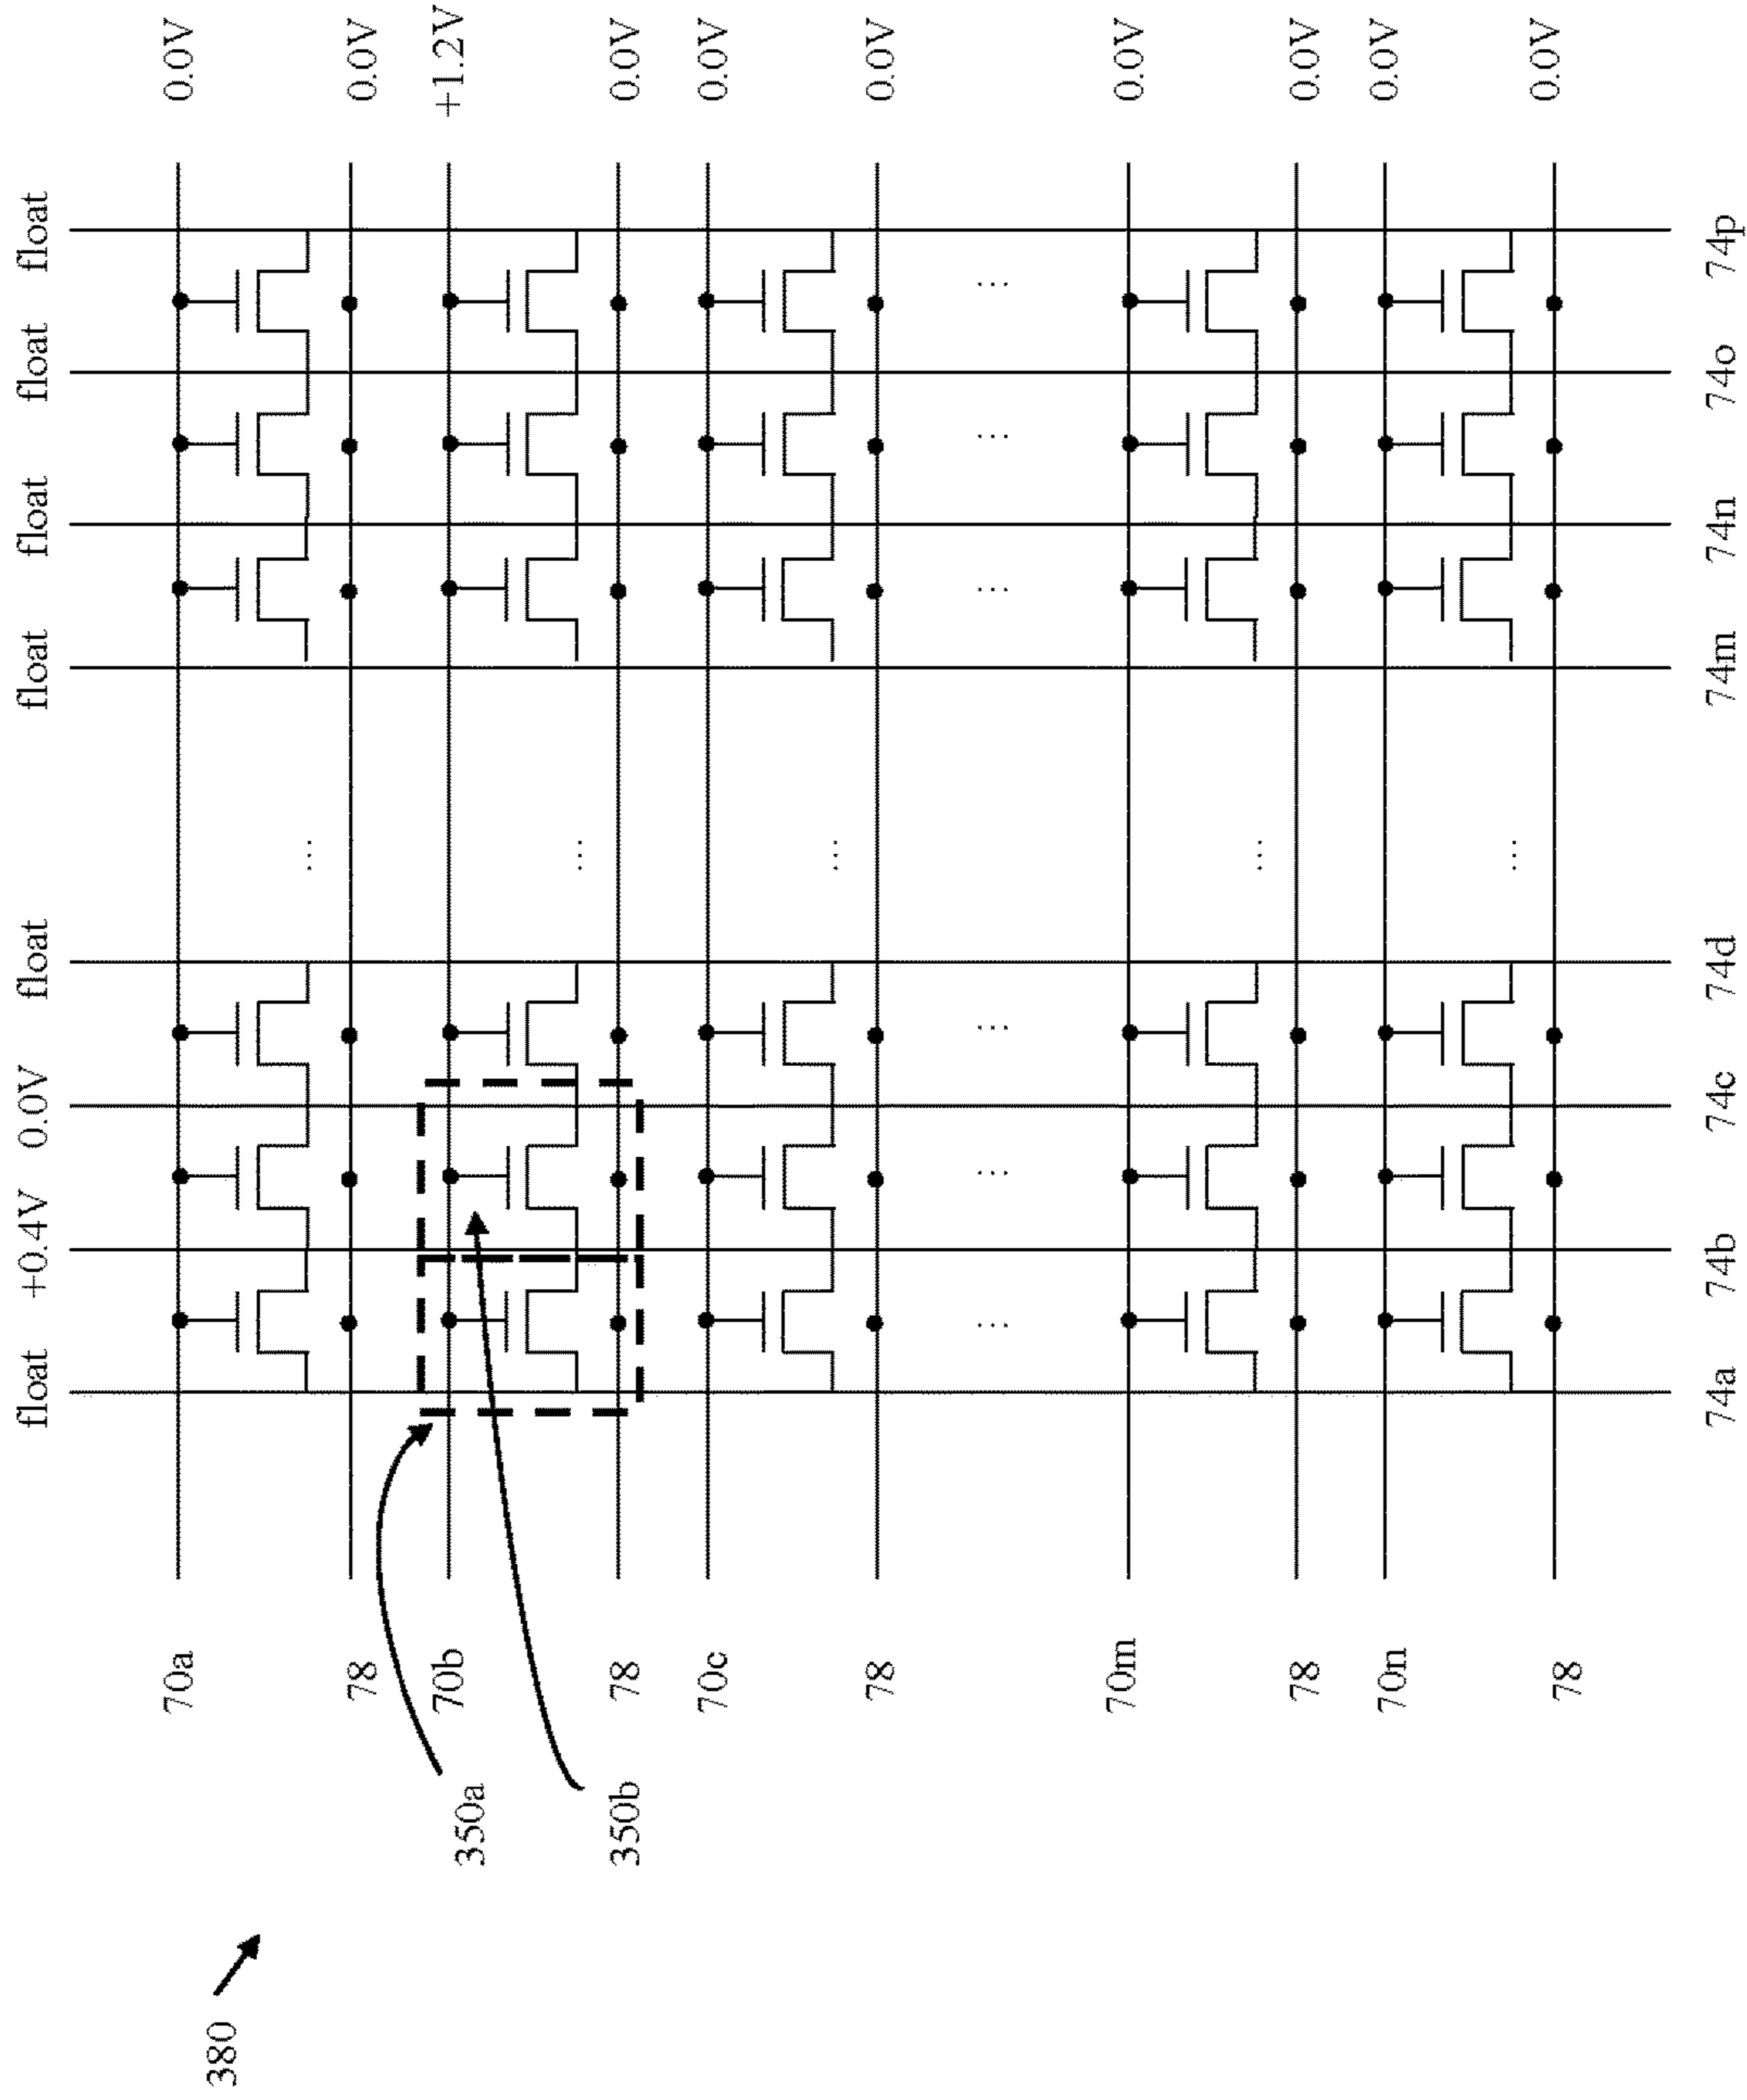 float +0.4V 0.0V float float float float float
70a 0.0V
380
78 0.0V
70b +1.2V
350a
350b
78 0.0V
70c 0.0V
78 0.0V
70m 0.0V
78 0.0V
70n 0.0V
78 0.0V
74a 74b 74c 74d 74m 74n 74o 74p